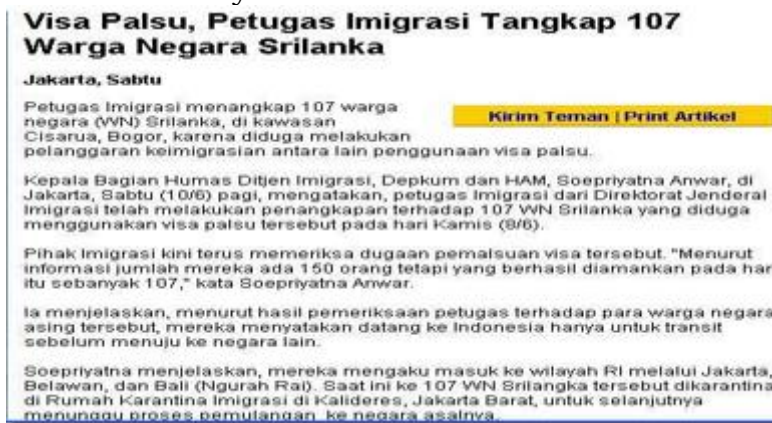 Visa Palsu, Petugas Imigrasi Tangkap 107
Warga Negara Srilanka
Jakarta, Sabtu
Petugas Imigrasi menangkap 107 warga
negara (WN) Srilanka, di kawasan
Kirim Teman | Print Artikel
Cisarua, Bogor, karena diduga melakukan
pelanggaran keimigrasian antara lain penggunaan visa palsu.
Kepala Bagian Humas Ditjen Imigrasi, Depkum dan HAM, Soepriyatna Anwar, di
Jakarta, Sabtu (10/6) pagi, mengatakan, petugas Imigrasi dari Direktorat Jenderal
Imigrasi telah melakukan penangkapan terhadap 107 WN Srilanka yang diduga
menggunakan visa palsu tersebut pada hari Kamis (8/6).
Pihak Imigrasi kini terus memeriksa dugaan pemalsuan visa tersebut. "Menurut
informasi jumlah mereka ada 150 orang tetapi yang berhasil diamankan pada har
itu sebanyak 107," kata Soepriyatna Anwar.
Ia menjelaskan, menurut hasil pemeriksaan petugas terhadap para warga negara
asing tersebut, mereka menyatakan datang ke Indonesia hanya untuk transit
sebelum menuju ke negara lain.
Soepriyatna menjelaskan, mereka mengaku masuk ke wilayah RI melalui Jakarta,
Belawan, dan Bali (Ngurah Rai). Saat ini ke 107 WN Srilangka tersebut dikarantina
di Rumah Karantina Imigrasi di Kalideres, Jakarta Barat, untuk selanjutnya
menunggu proses pemulangan ke negara asalnya.